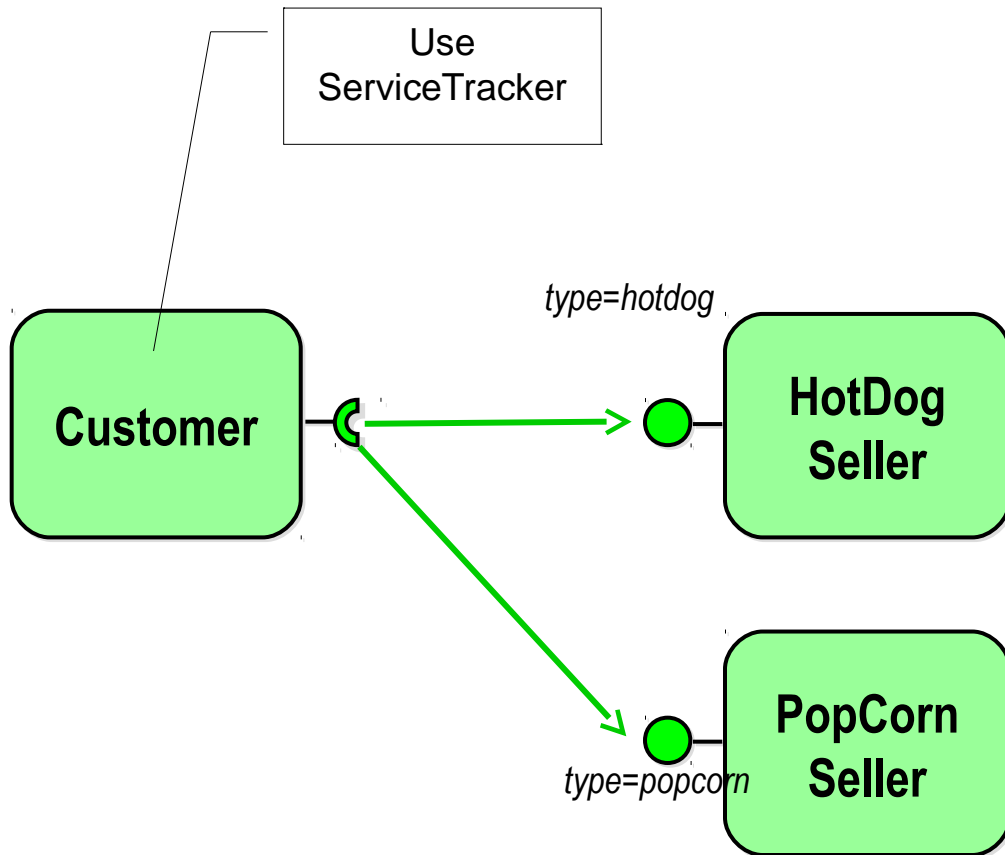 Use
ServiceTracker
type=hotdog
HotDog
Seller
Customer
PopCorn
Seller
type=popcorn